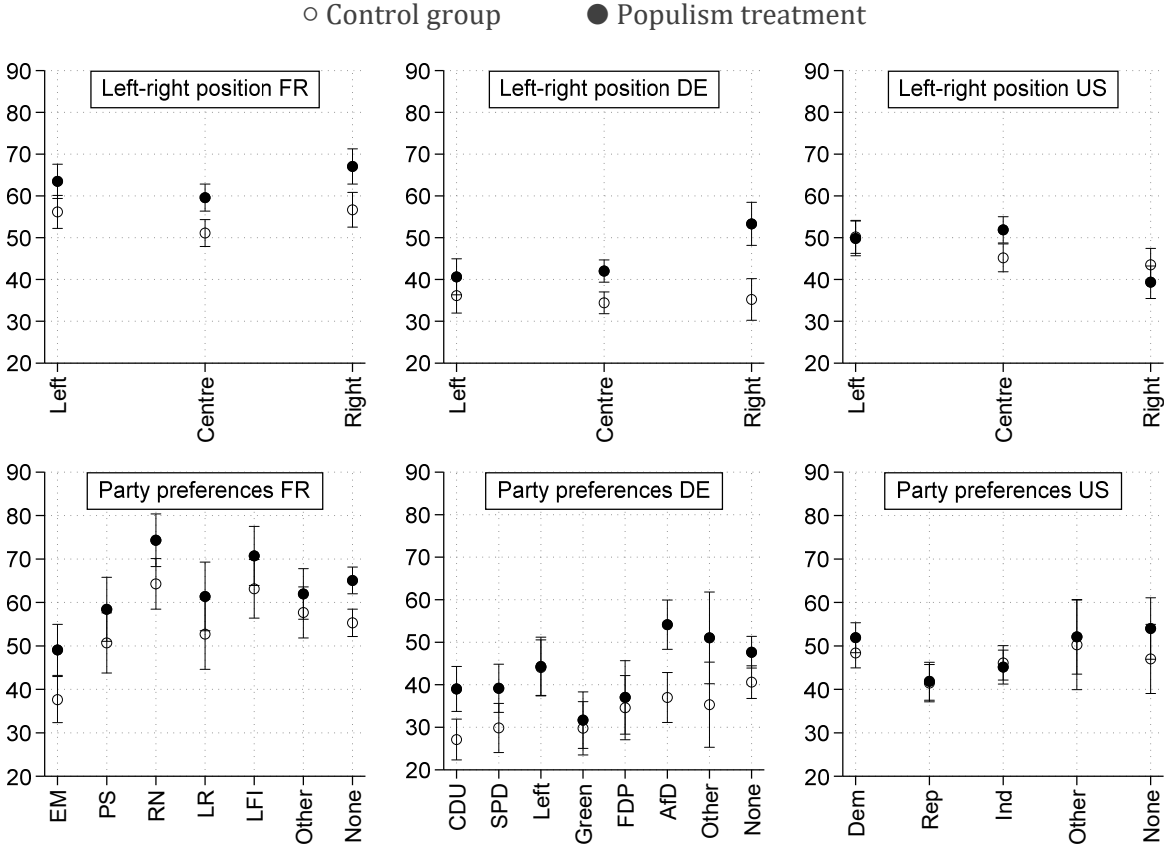 Control group Populism treatment
Left-right position FR
90
80
70
60
50
40
30
20
Left
Centre
Right
Left-right position DE
90
80
70
60
50
40
30
20
Left
Centre
Right
Left-right position US
90
80
70
60
50
40
30
20
Left
Centre
Right
Party preferences FR
90
80
70
60
50
40
30
20
EM
PS
RN
LR
LFI
Other
None
Party preferences DE
90
80
70
60
50
40
30
20
CDU
SPD
Left
Green
FDP
AfD
Other
None
Party preferences US
90
80
70
60
50
40
30
20
Dem
Rep
Ind
Other
None